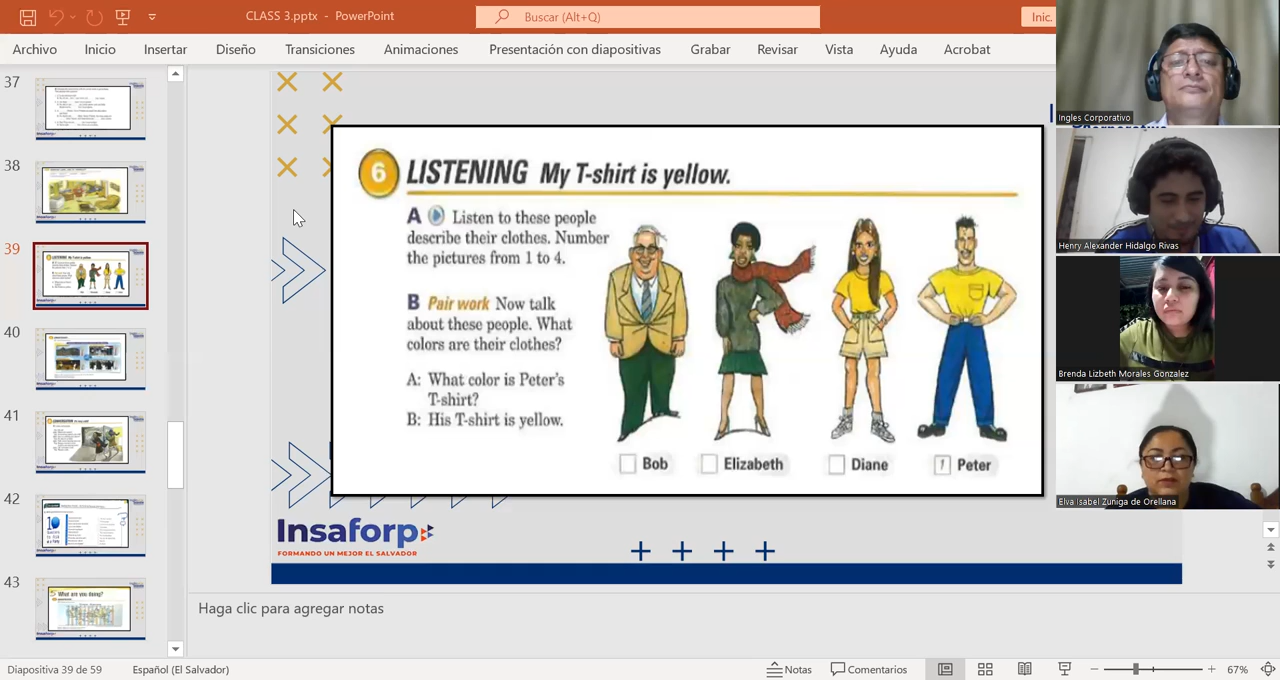 CLASS 3.pptx - PowerPoint
Buscar (Alt+Q)
Inic.
Archivo Inicio Insertar Diseño Transiciones Animaciones Presentación con diapositivas Grabar Revisar Vista Ayuda Acrobat
37
38
39
40
41
42
43
6 LISTENING My T-shirt is yellow.
A Listen to these people
describe their clothes. Number
the pictures from 1 to 4.
B Pair work Now talk
about these people. What
colors are their clothes?
A: What color is Peter's
T-shirt?
B: His T-shirt is yellow.
Bob Elizabeth Diane 1 Peter
Insaforp
FORMANDO UN MEJOR EL SALVADOR
Ingles Corporativo
Henry Alexander Hidalgo Rivas
Brenda Lizbeth Morales Gonzalez
Elva Isabel Zuniga de Orellana
Haga clic para agregar notas
Diapositiva 39 de 59 Español (El Salvador) Notas Comentarios 67%